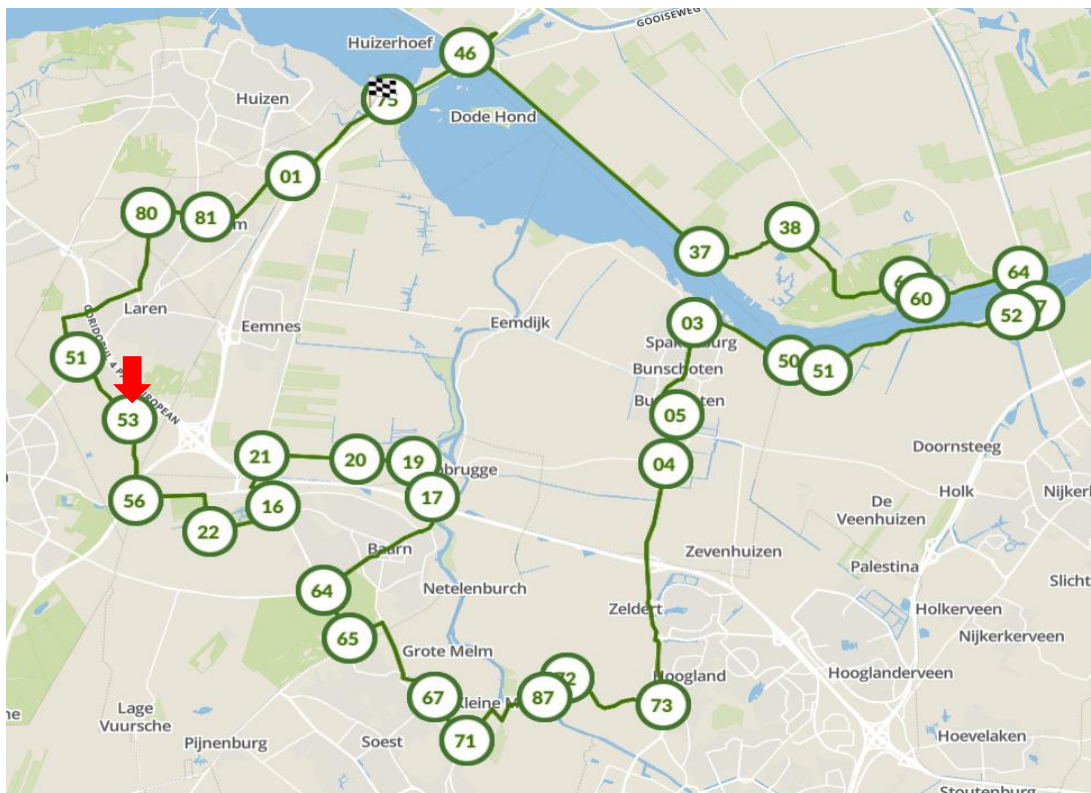 GOOISEWEG
Huizerhoef
46
75
Huizen
Dode Hond
01
80
81
38
37
64
60
52
Laren
Eemnes
Eemdijk
03
51
50
51
Bunschoten
53
05
Doornsteeg
21
20
19
04
Holk
56
16
17
De
Veenhuizen
22
Baarn
Zevenhuizen
Palestina
64
Netelenburch
Zeldert
Holkerveen
65
Nijkerkerveen
Grote Melm
Hooglanderveen
67
87
73
Lage
Vuursche
Pijnenburg
Soest
71
Hoevelaken
Stoutenburg